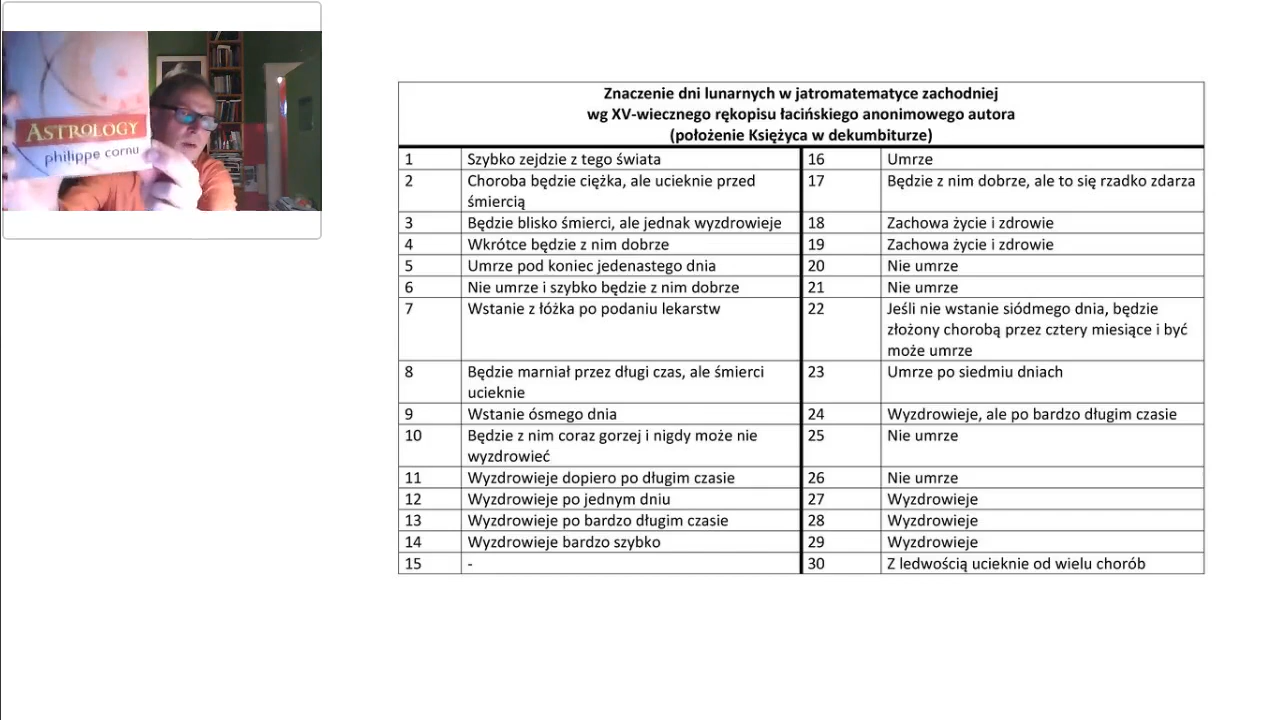 ASTROLOGY
philippe cornu
Znaczenie dni lunarnych w jatromatematyce zachodniej
wg XV-wiecznego rękopisu łacińskiego anonimowego autora
(położenie Księżyca w dekumbiturze)
1 Szybko zejdzie z tego świata 16 Umrze
2 Choroba będzie ciężka, ale ucieknie przed 17 Będzie z nim dobrze, ale to się rzadko zdarza
śmiercią
3 Będzie blisko śmierci, ale jednak wyzdrowieje 18 Zachowa życie i zdrowie
4 Wkrótce będzie z nim dobrze 19 Zachowa życie i zdrowie
5 Umrze pod koniec jedenastego dnia 20 Nie umrze
6 Nie umrze i szybko będzie z nim dobrze 21 Nie umrze
7 Wstanie z łóżka po podaniu lekarstw 22 Jeśli nie wstanie siódmego dnia, będzie
złożony chorobą przez cztery miesiące i być
może umrze
8 Będzie marniał przez długi czas, ale śmierci 23 Umrze po siedmiu dniach
ucieknie
9 Wstanie ósmego dnia 24 Wyzdrowieje, ale po bardzo długim czasie
10 Będzie z nim coraz gorzej i nigdy może nie 25 Nie umrze
wyzdrowieć
11 Wyzdrowieje dopiero po długim czasie 26 Nie umrze
12 Wyzdrowieje po jednym dniu 27 Wyzdrowieje
13 Wyzdrowieje po bardzo długim czasie 28 Wyzdrowieje
14 Wyzdrowieje bardzo szybko 29 Wyzdrowieje
15 - 30 Z ledwością ucieknie od wielu chorób